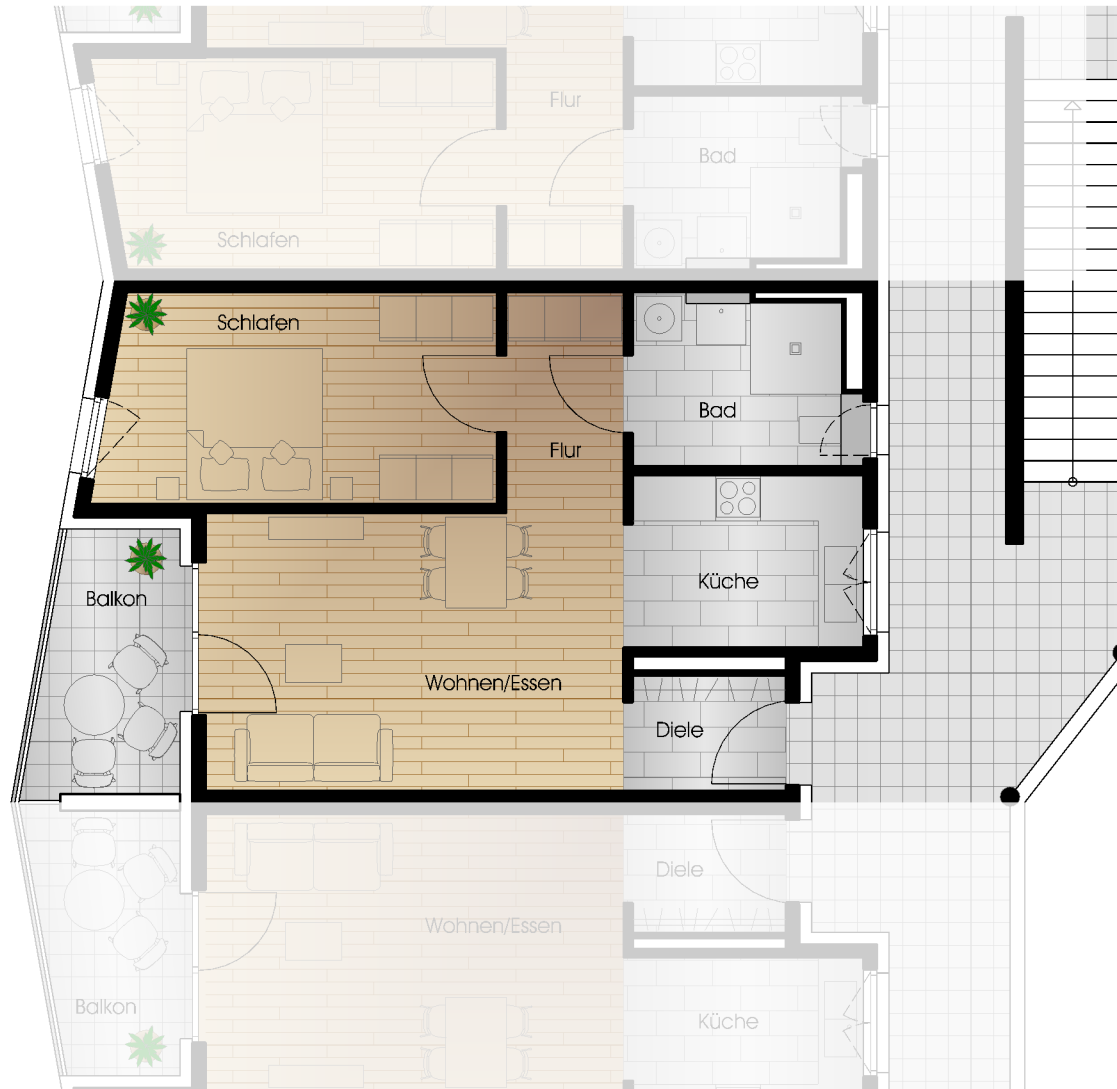 Flur
Bad
Schlafen
Schlafen
Bad
Flur
Küche
Balkon
Wohnen/Essen
Diele
Diele
Wohnen/Essen
Balkon
Küche